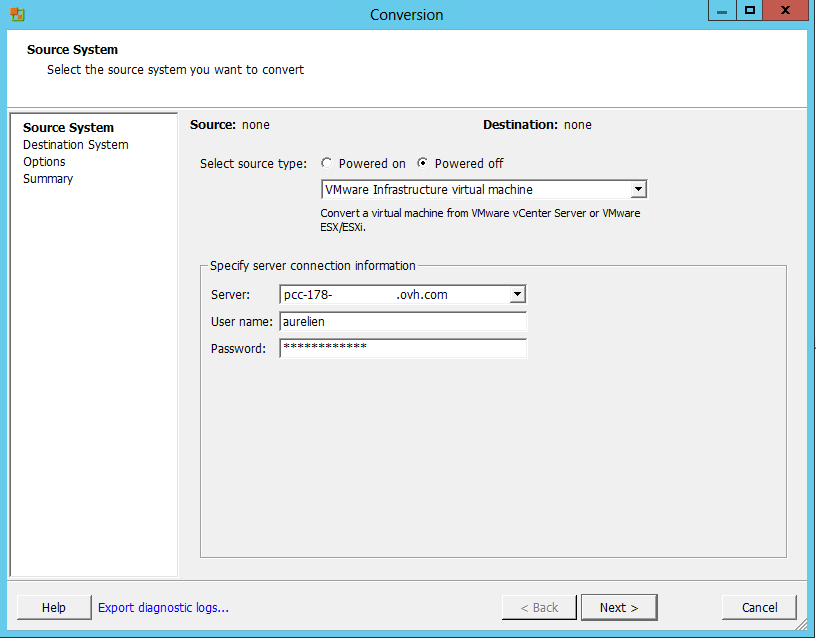 Conversion
Source System
Select the source system you want to convert
Source System
Destination System
Options
Summary
Source: none Destination: none
Select source type: Powered on Powered off
VMware Infrastructure virtual machine
Convert a virtual machine from VMware vCenter Server or VMware
ESX/ESXi.
Specify server connection information
Server: pcc-178- .ovh.com
User name: aurelien
Password: ************
Help Export diagnostic logs... < Back Next > Cancel